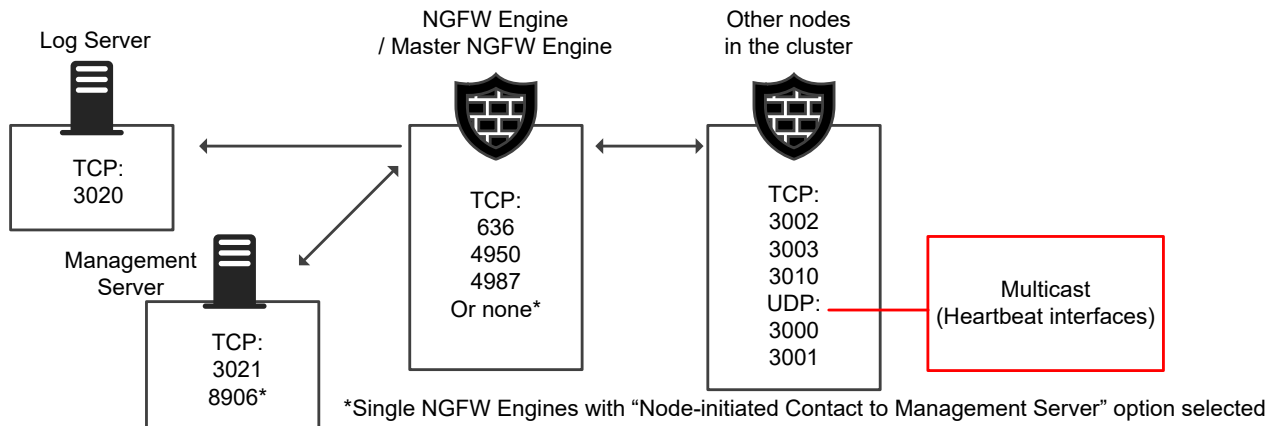 Log Server
TCP:
3020
Management
Server
TCP:
3021
8906*
NGFW Engine
/ Master NGFW Engine
TCP:
636
4950
4987
Or none*
Other nodes
in the cluster
TCP:
3002
3003
3010
UDP:
3000
3001
Multicast
(Heartbeat interfaces)
*Single NGFW Engines with “Node-initiated Contact to Management Server” option selected